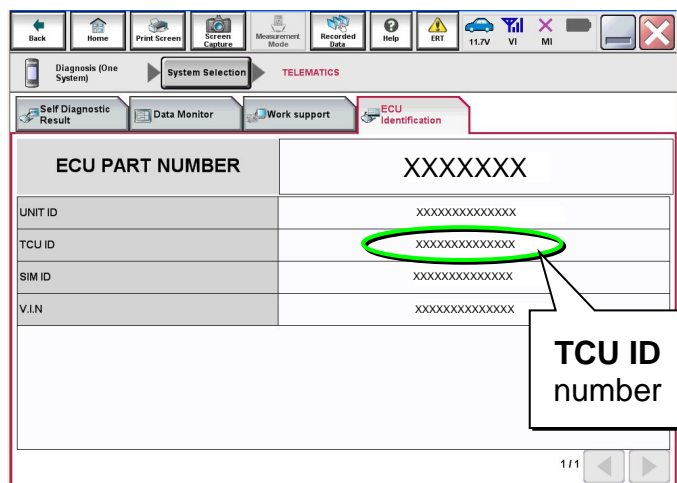 Back
Home
Print Screen
Screen
Capture
Measurement
Mode
Recorded
Data
Help
ERT
11.7V
VI
MI
Diagnosis (One
System)
System Selection
TELEMATICS
Self Diagnostic
Result
Data Monitor
Work support
ECU
Identification
ECU PART NUMBER
XXXXXXX
UNIT ID
XXXXXXXXXXXXXX
TCU ID
XXXXXXXXXXXXXX
SIM ID
XXXXXXXXXXXXXX
V.I.N
XXXXXXXXXXXXXX
TCU ID
number
1/1